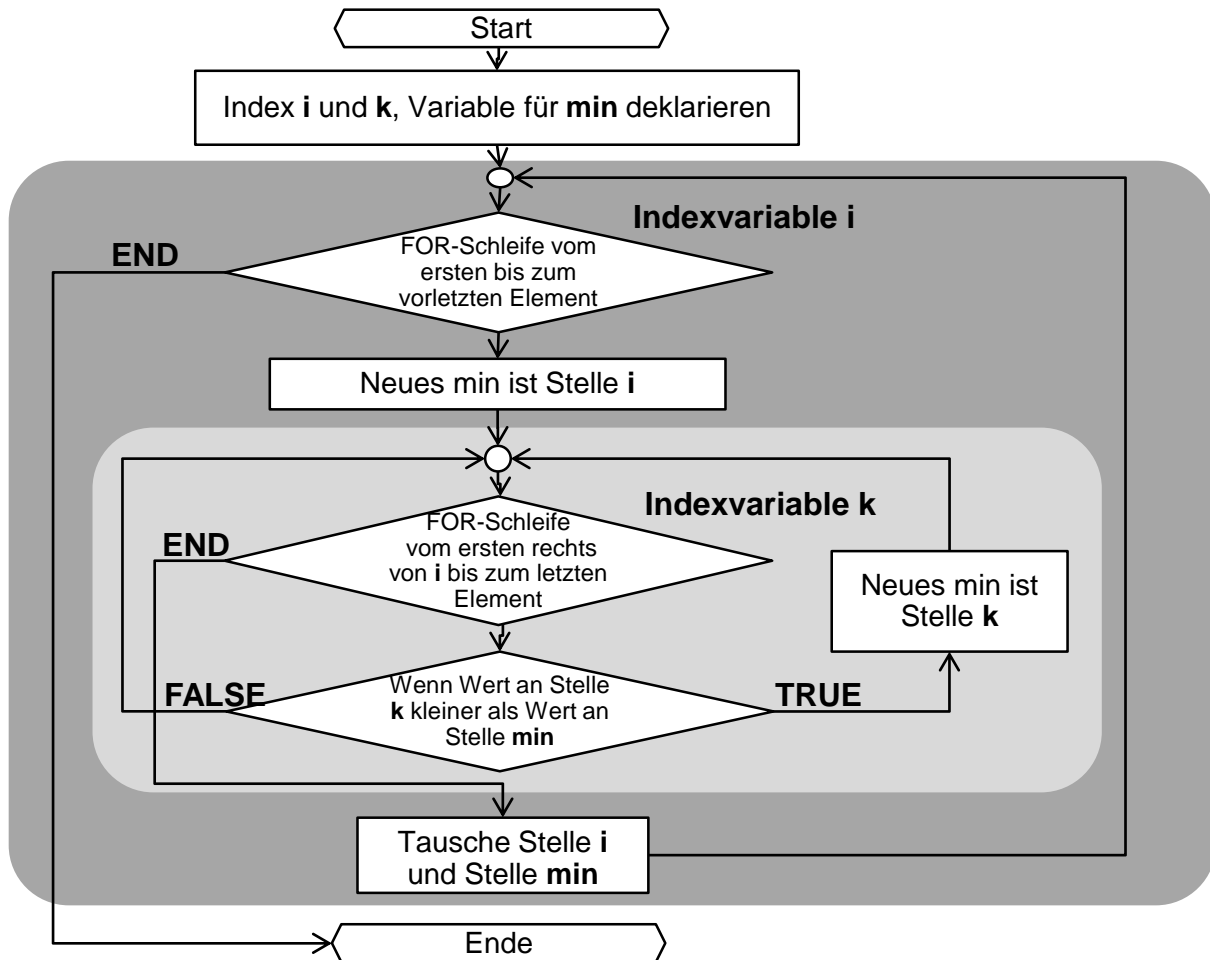 Start
Index i und k, Variable für min deklarieren
Indexvariable i
END
FOR-Schleife vom
ersten bis zum
vorletzten Element
Neues min ist Stelle i
Indexvariable k
END
FOR-Schleife
vom ersten rechts
von i bis zum letzten
Element
Neues min ist
Stelle k
FALSE
Wenn Wert an Stelle
k kleiner als Wert an
Stelle min
TRUE
Tausche Stelle i
und Stelle min
Ende